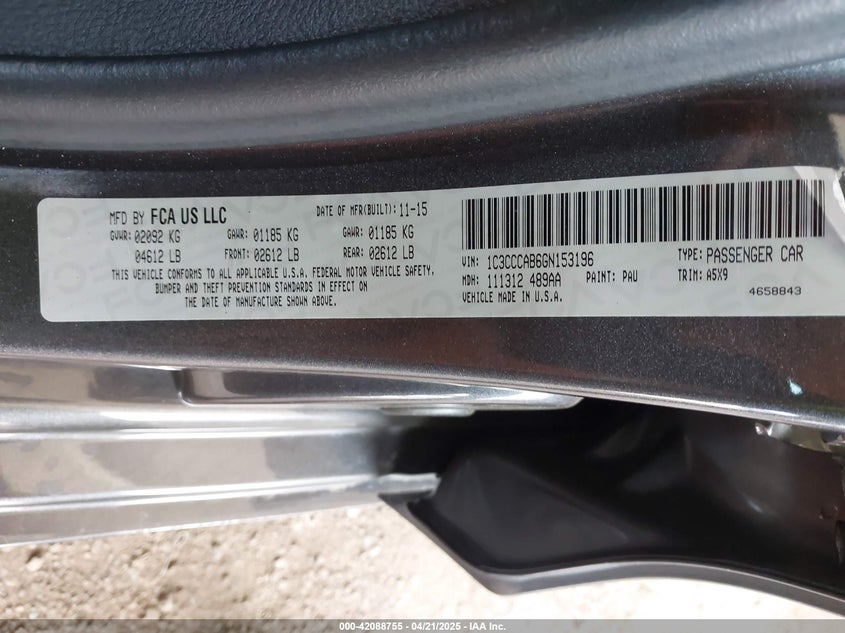 MFD BY FCA US LLC DATE OF MFR(BUILT): 11-15
GVWR: 02092 KG GAWR: 01185 KG GAWR: 01185 KG
04612 LB FRONT: 02612 LB REAR: 02612 LB
THIS VEHICLE CONFORMS TO ALL APPLICABLE U.S.A. FEDERAL MOTOR VEHICLE SAFETY,
BUMPER AND THEFT PREVENTION STANDARDS IN EFFECT ON
THE DATE OF MANUFACTURE SHOWN ABOVE.
VIN: 1C3CCCAB6GN153196 TYPE: PASSENGER CAR
MDH: 111312 489AA PAINT: PAU TRIM: A5X9
VEHICLE MADE IN U.S.A. 4658843
000-42088755 - 04/21/2025 - IAA Inc.